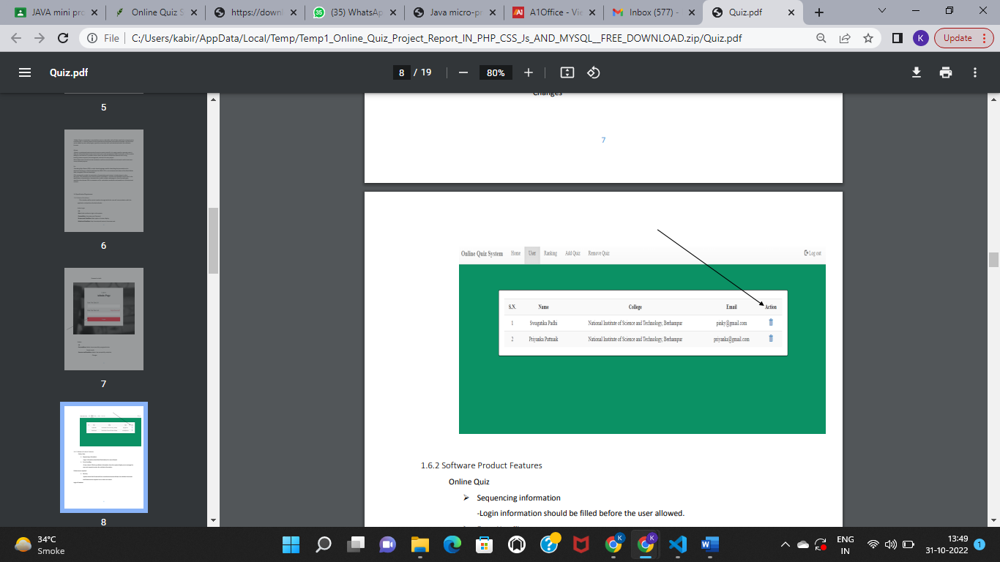 JAVA mini pro
Online Quiz S
https://downl
(35) WhatsAp
Java micro-pr
A1Office - Vie
Inbox (577) -
Quiz.pdf
File C:/Users/kabir/AppData/Local/Temp/Temp1_Online_Quiz_Project_Report_IN_PHP_CSS_Js_AND_MYSQL__FREE_DOWNLOAD.zip/Quiz.pdf
K
Update
Quiz.pdf
8 / 19
80%
5
6
7
8
Changes
7
Online Quiz System Home User Ranking Add Quiz Remove Quiz Log out
S.N. Name College Email Action
1 Swagatika Padhi National Institute of Science and Technology, Berhampur pinky@gmail.com
2 Priyanka Pattnaik National Institute of Science and Technology, Berhampur priyanka@gmail.com
1.6.2 Software Product Features
Online Quiz
➢ Sequencing information
-Login information should be filled before the user allowed.
34°C
Smoke
ENG
IN
13:49
31-10-2022
1